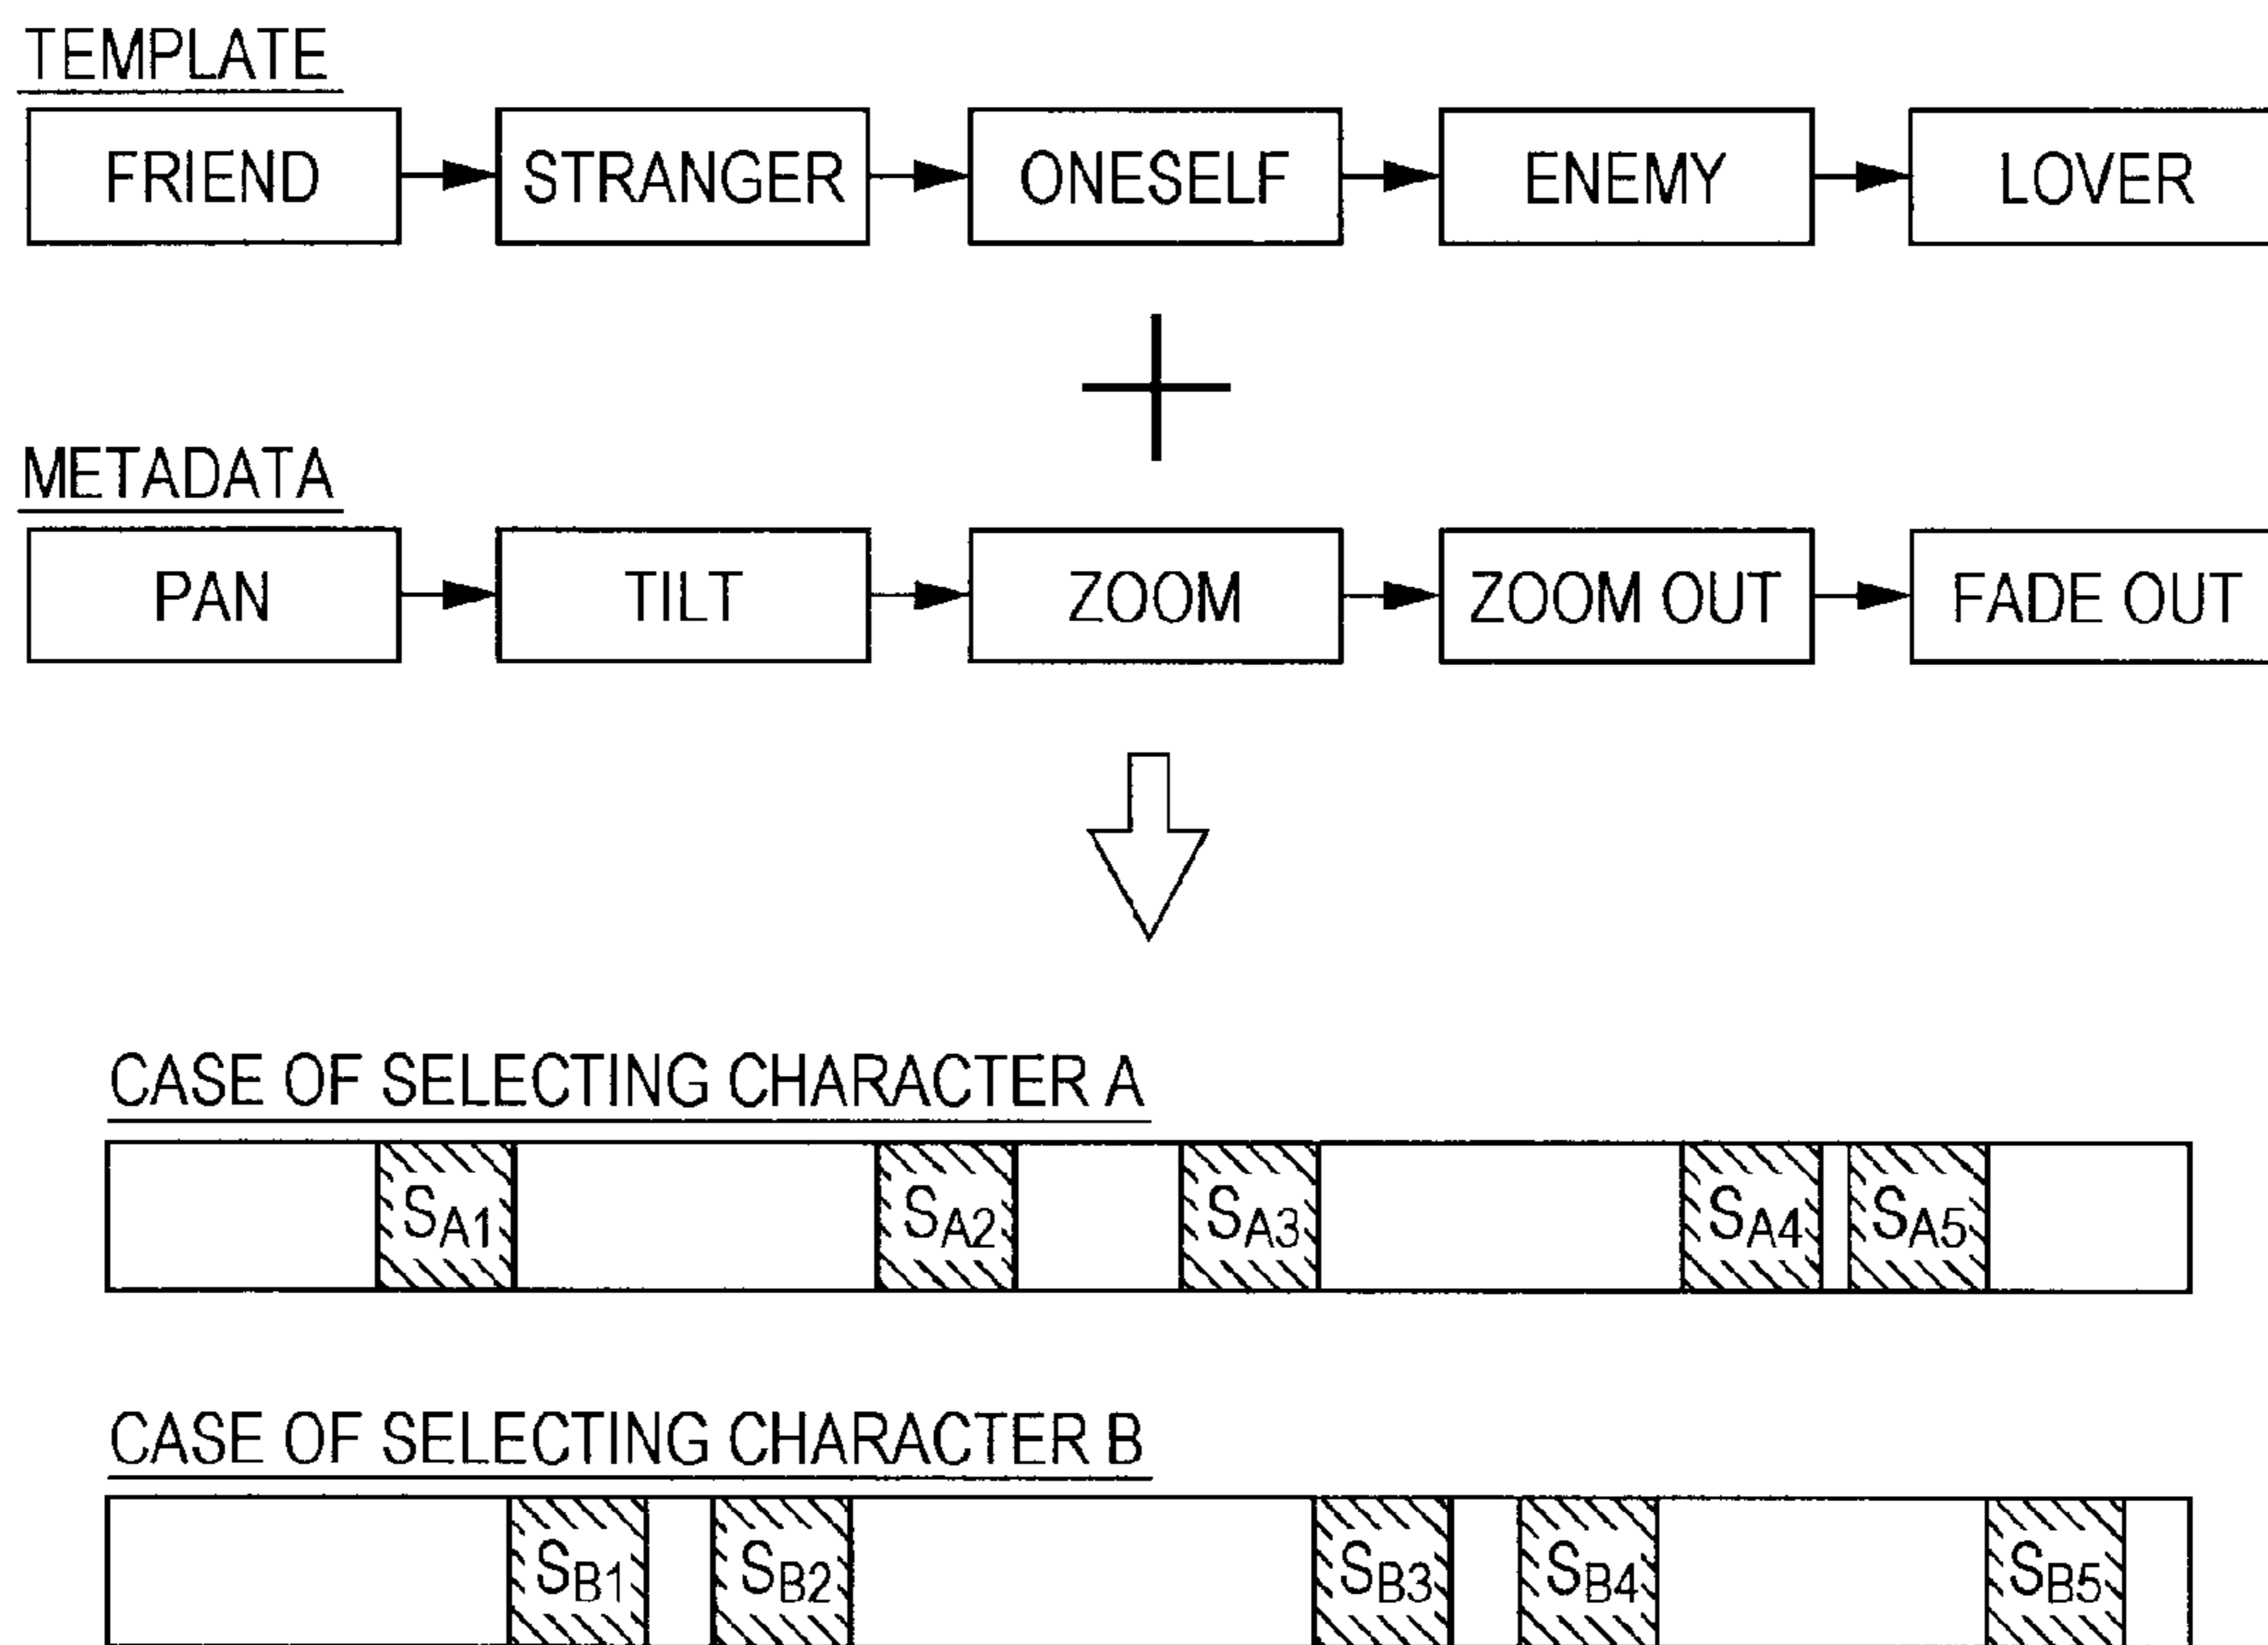 TEMPLATE
FRIEND STRANGER ONESELF ENEMY LOVER
METADATA
PAN TILT ZOOM ZOOM OUT FADE OUT
CASE OF SELECTING CHARACTER A
SA1 SA2 SA3 SA4 SA5
CASE OF SELECTING CHARACTER B
SB1 SB2 SB3 SB4 SB5